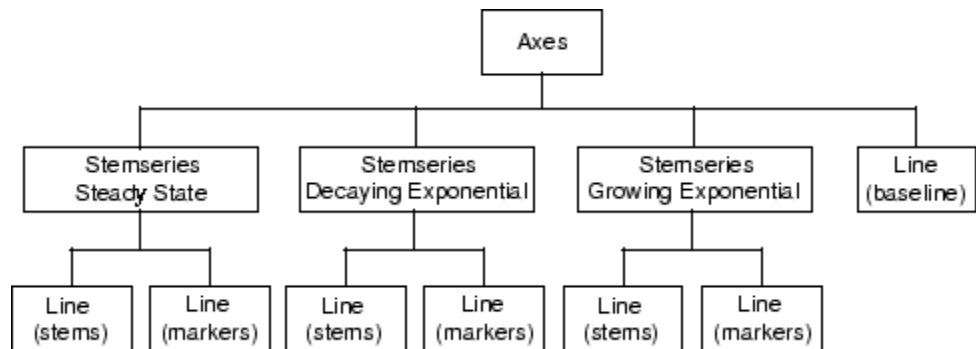 Axes
Stemseries
Steady State
Stemseries
Decaying Exponential
Stemseries
Growing Exponential
Line
(baseline)
Line
(stems)
Line
(markers)
Line
(stems)
Line
(markers)
Line
(stems)
Line
(markers)